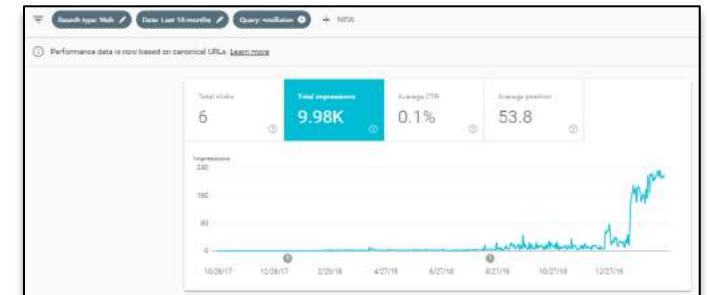 Search type: Web Date: Last 16 months Query: +collision + NEW
Performance data is now based on canonical URLs. Learn more
Total clicks Total impressions Average CTR Average position
6 9.98K 0.1% 53.8
Impressions
240
160
80
0
10/26/17 12/26/17 2/25/18 4/27/18 6/27/18 8/27/18 10/27/18 12/27/18